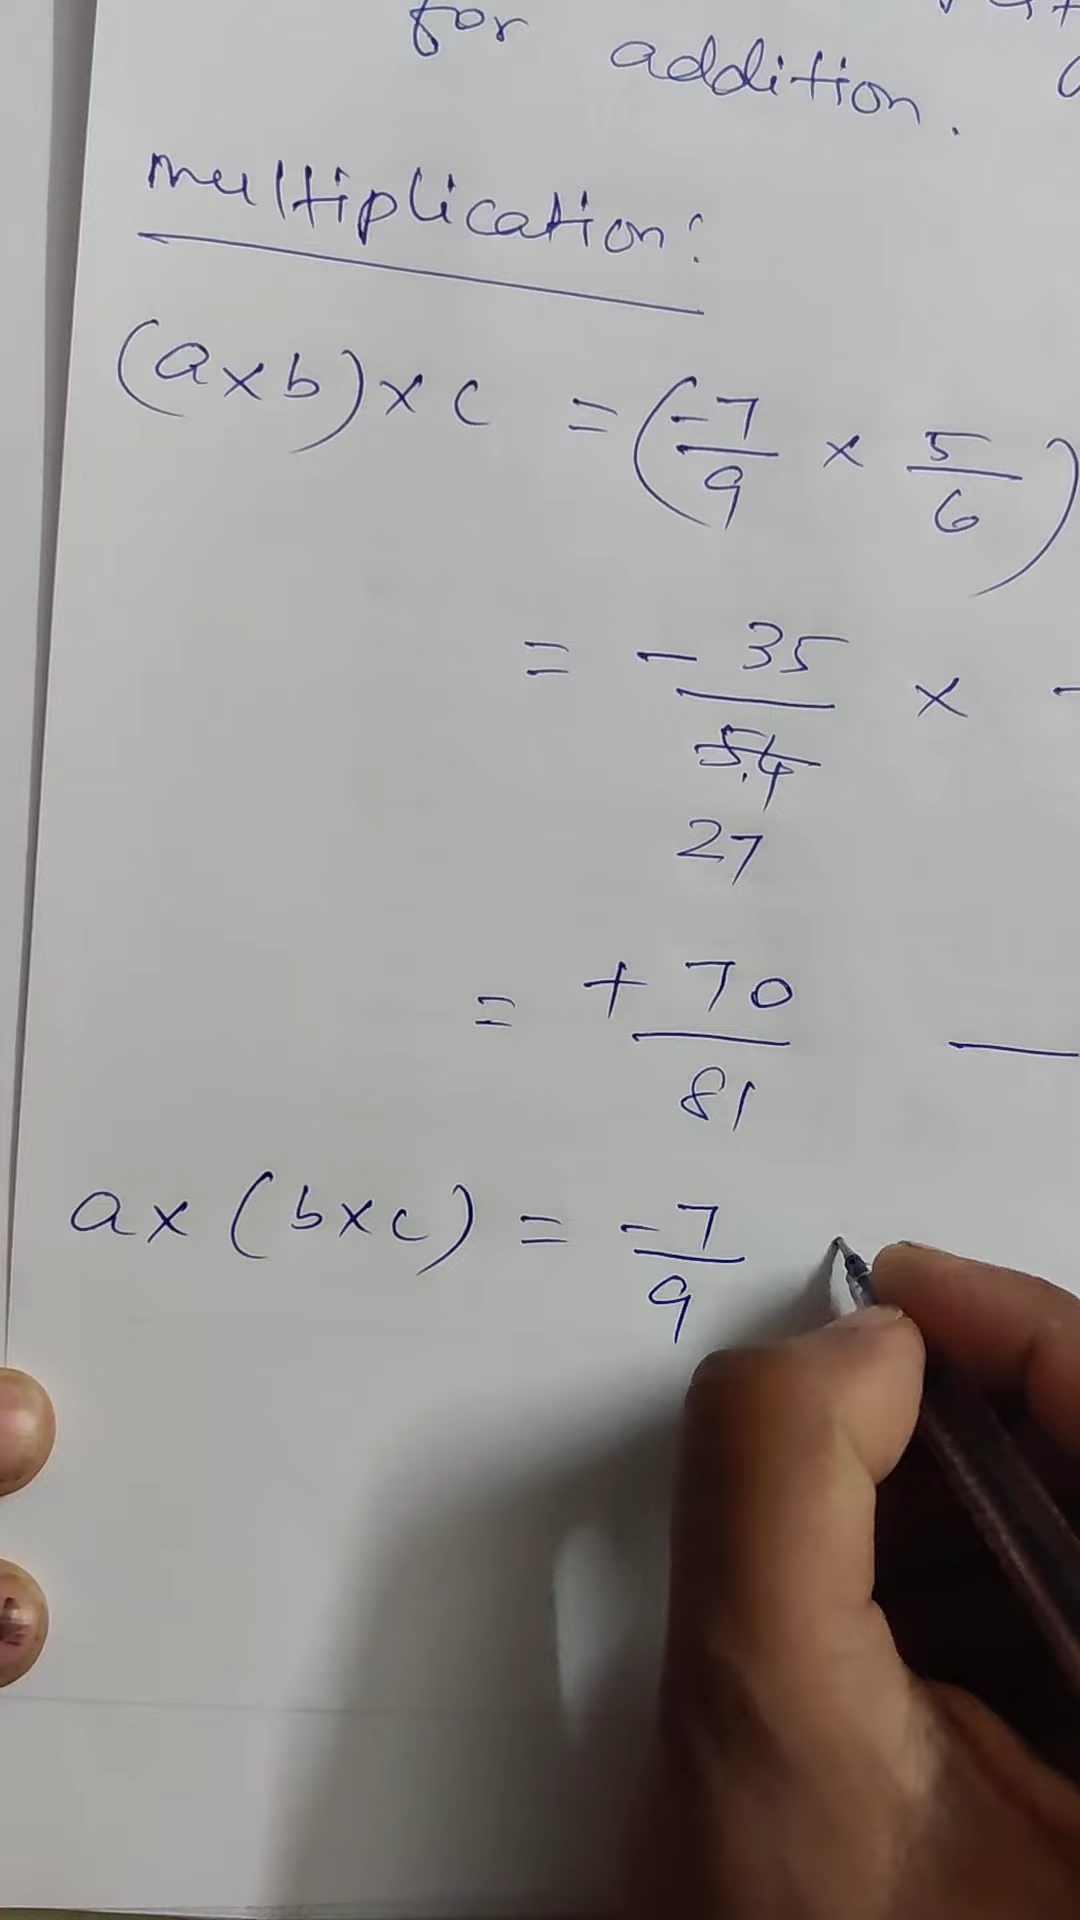 for
addition.
multiplication:
(a×b)×c = (-7/9 × 5/6)
= -35/54 ×
27
= +70/81
a×(b×c) = -7/9